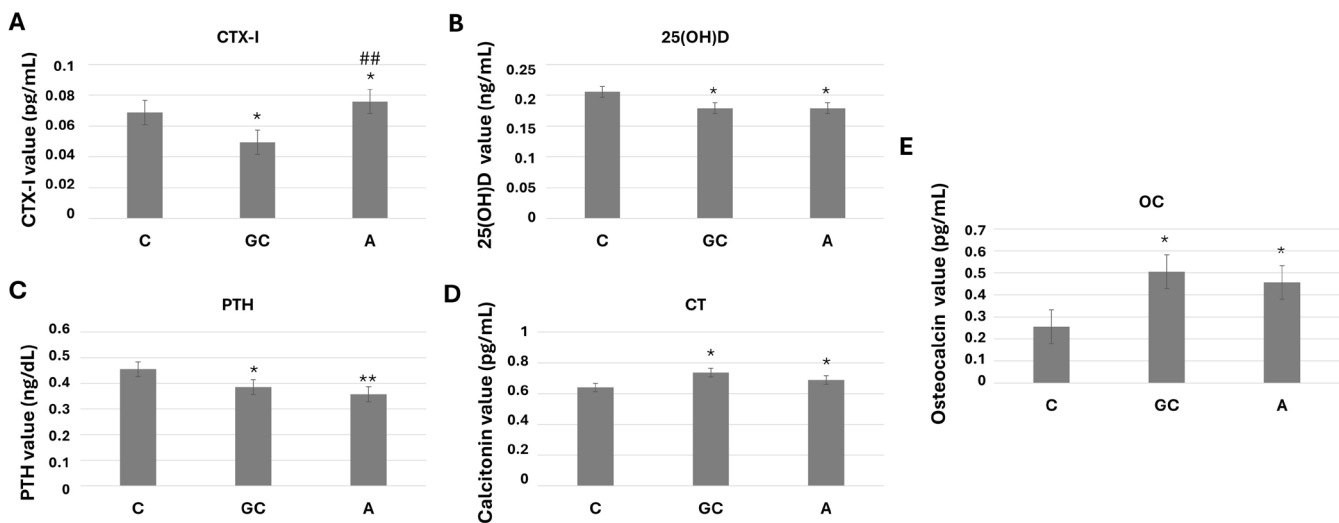 A
CTX-I
CTX-I value (pg/mL)
0.1
0.08
0.06
0.04
0.02
0
##
*
*
C GC A
B
25(OH)D
25(OH)D value (ng/mL)
0.25
0.2
0.15
0.1
0.05
0
* *
C GC A
C
PTH
PTH value (ng/dL)
0.6
0.5
0.4
0.3
0.2
0.1
0
* **
C GC A
D
CT
Calcitonin value (pg/mL)
1
0.8
0.6
0.4
0.2
0
* *
C GC A
E
OC
Osteocalcin value (pg/mL)
0.7
0.6
0.5
0.4
0.3
0.2
0.1
0
* *
C GC A